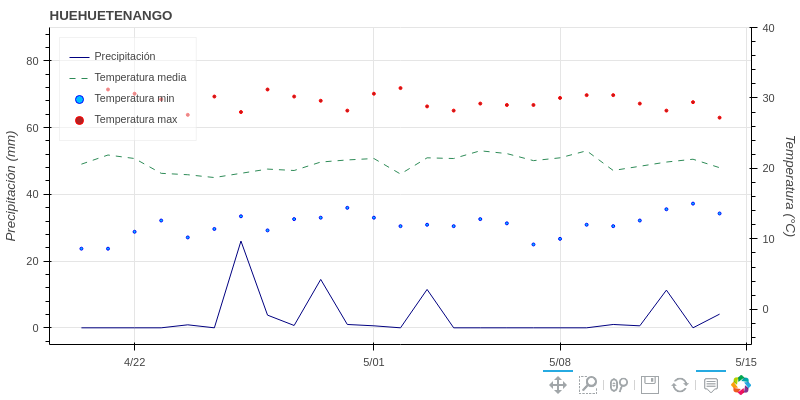 HUEHUETENANGO
Precipitación
Temperatura media
Temperatura min
Temperatura max
Precipitación (mm)
80
60
40
20
0
Temperatura (°C)
40
30
20
10
0
4/22
5/01
5/08
5/15